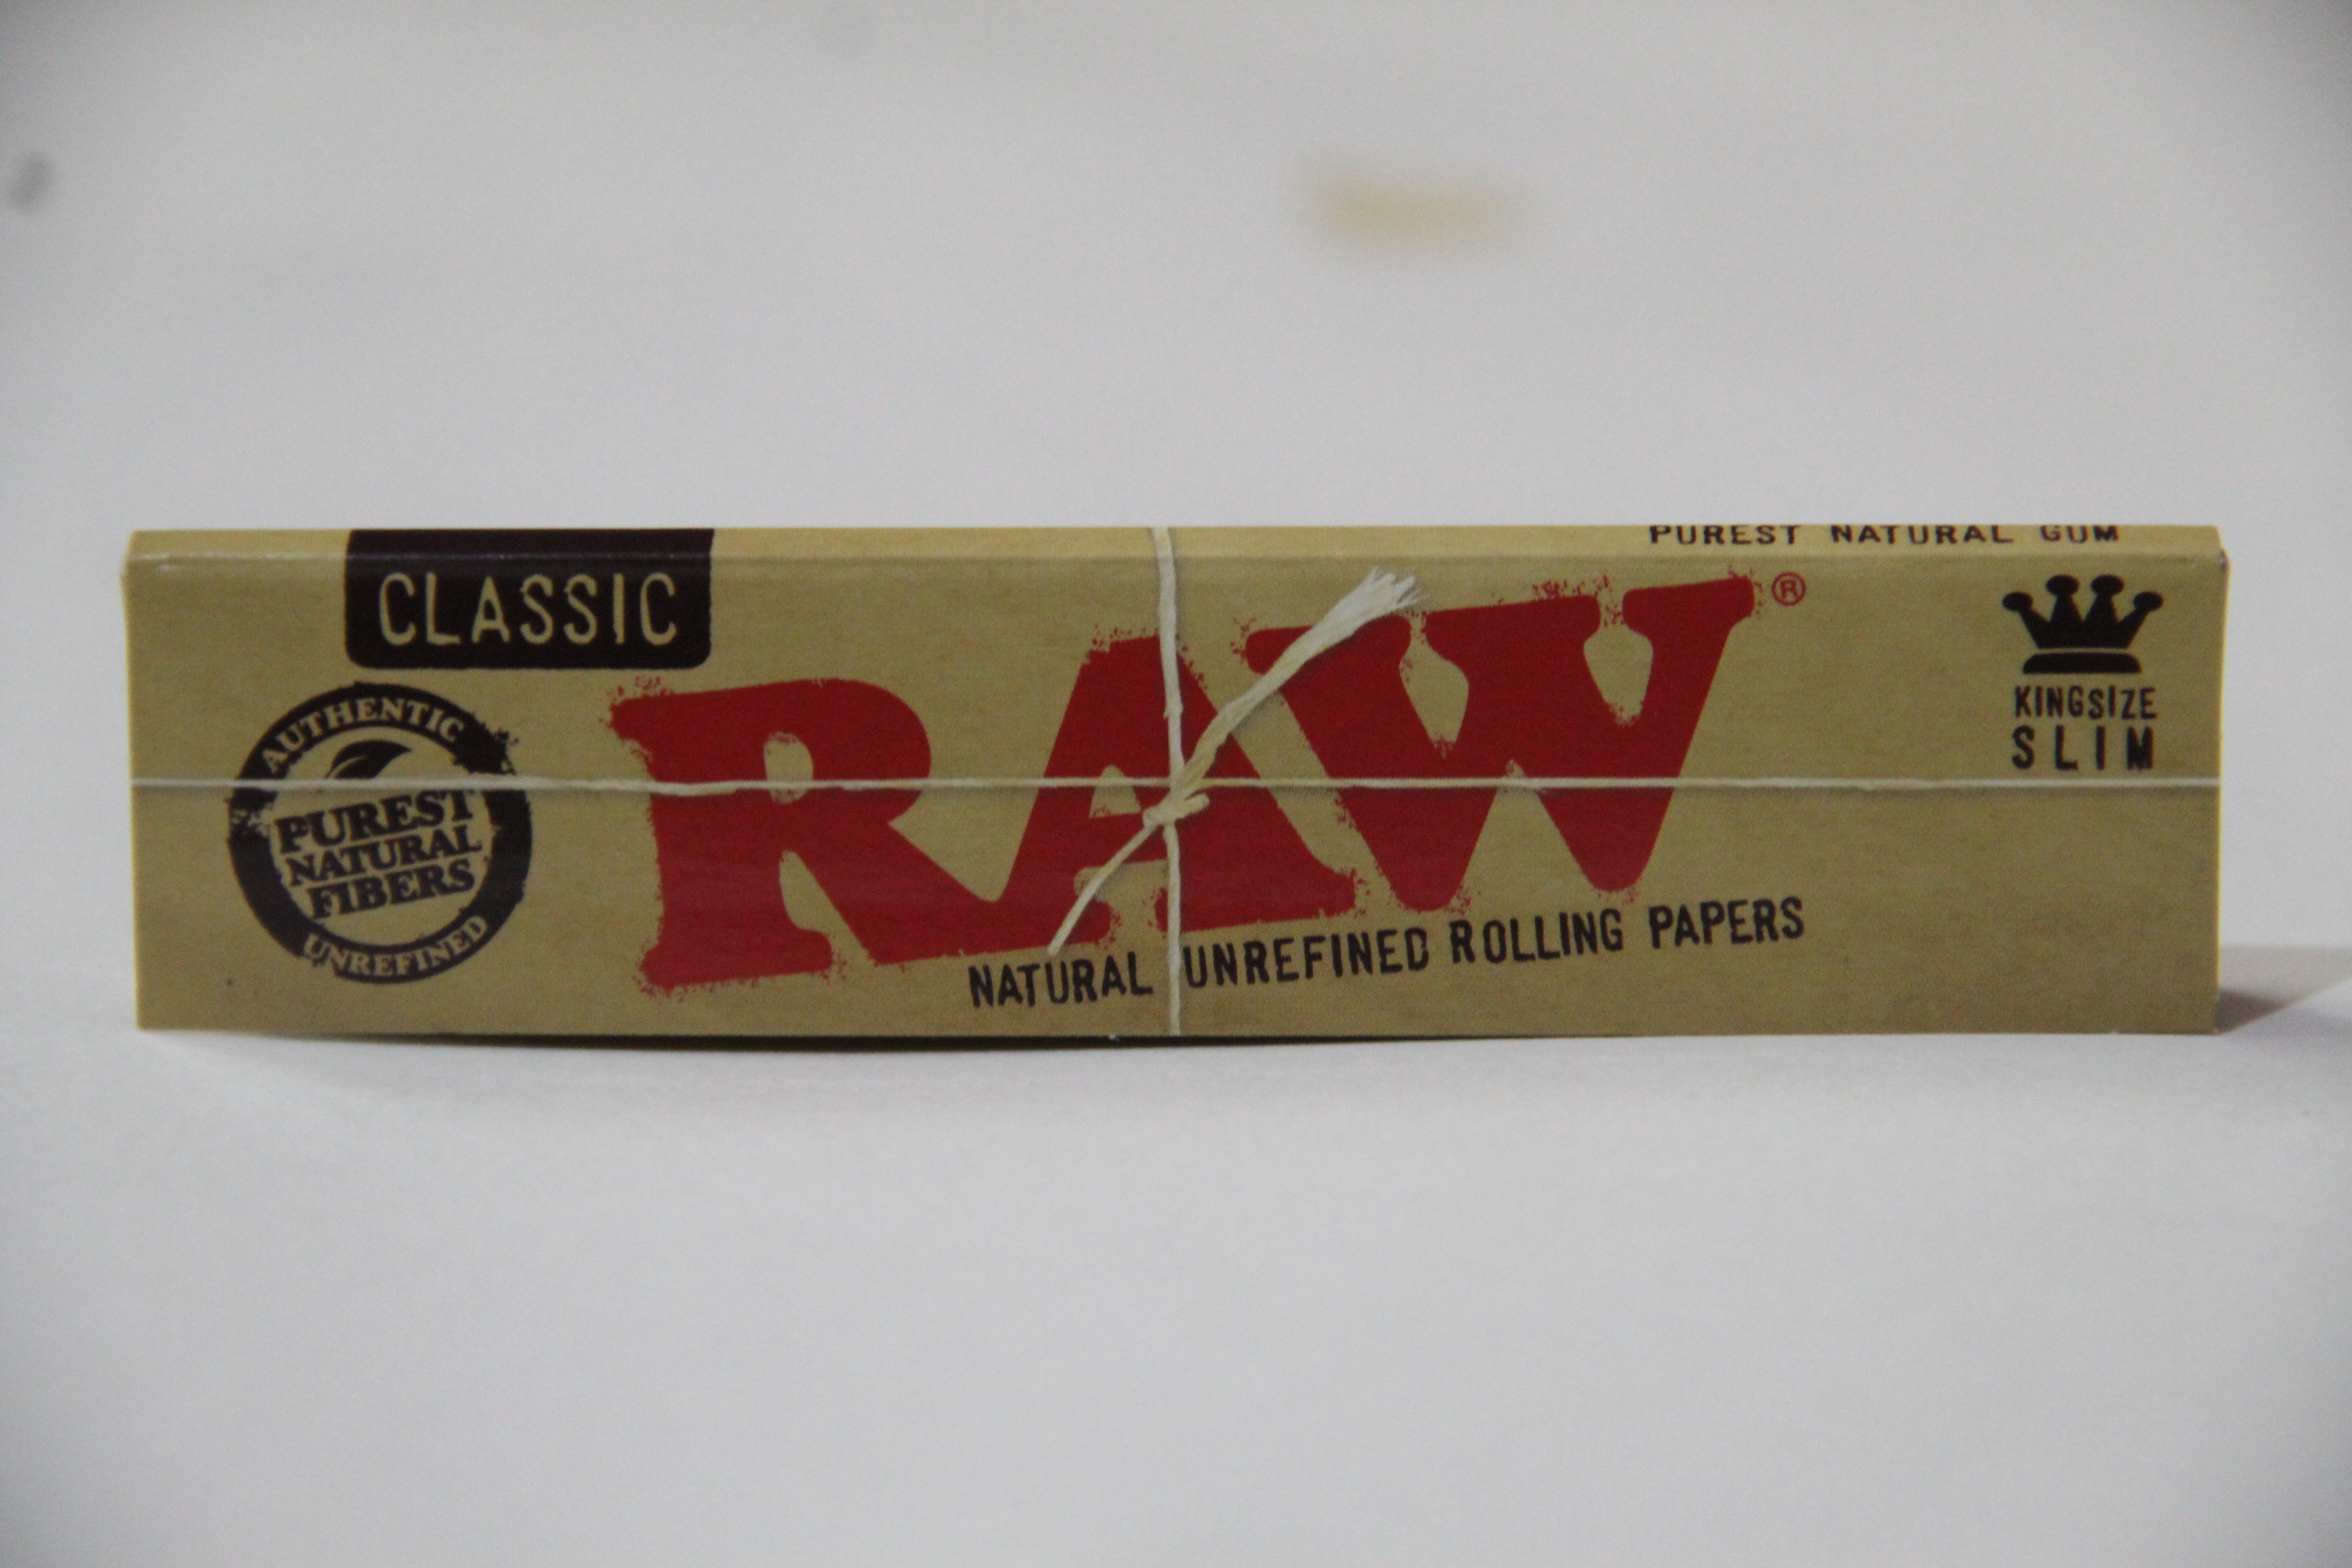 PUREST NATURAL GUM
CLASSIC
RAW®
KINGSIZE
SLIM
AUTHENTIC
PUREST
NATURAL
FIBERS
UNREFINED
NATURAL UNREFINED ROLLING PAPERS